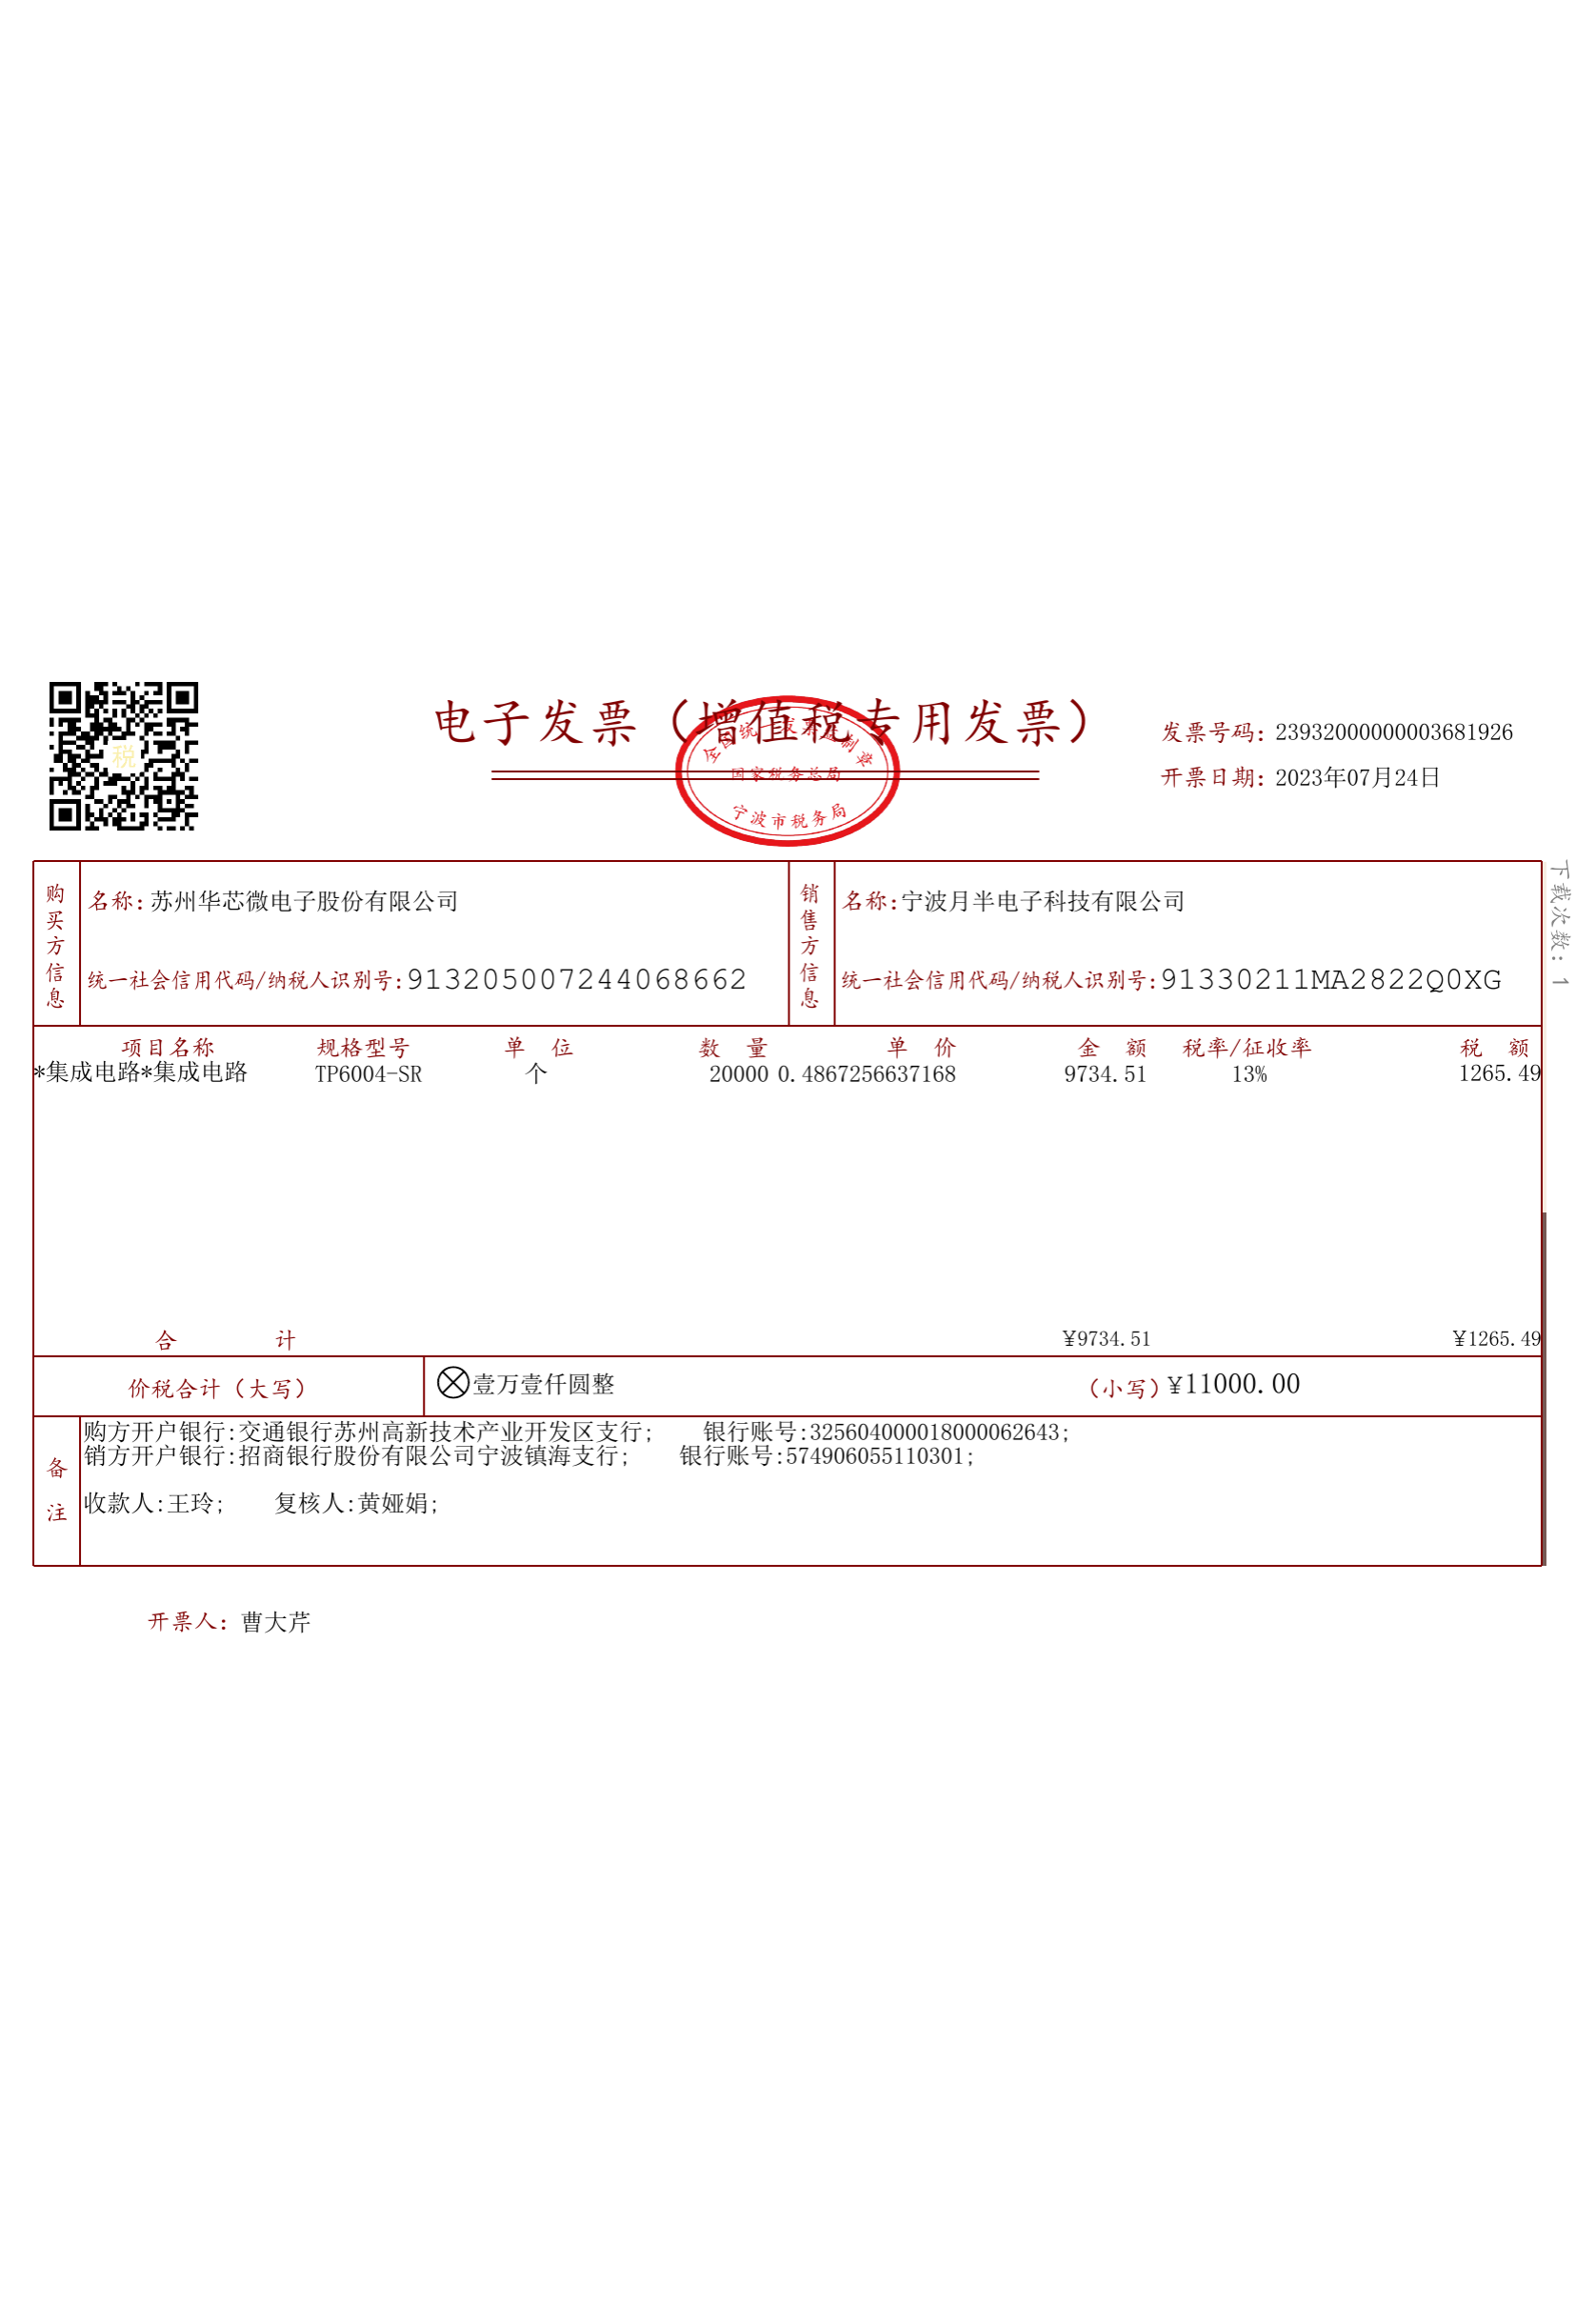 电子发票（增值税专用发票）
全国统一发票监制章
国家税务总局
宁波市税务局
税
发票号码：23932000000003681926
开票日期：2023年07月24日
下载次数：1
购买方信息
名称：苏州华芯微电子股份有限公司
统一社会信用代码/纳税人识别号：913205007244068662
销售方信息
名称：宁波月半电子科技有限公司
统一社会信用代码/纳税人识别号：91330211MA2822Q0XG
项目名称 规格型号 单位 数量 单价 金额 税率/征收率 税额
*集成电路*集成电路 TP6004-SR 个 20000 0.4867256637168 9734.51 13% 1265.49
合计 ¥9734.51 ¥1265.49
价税合计（大写） ⊗壹万壹仟圆整 （小写）¥11000.00
备注
购方开户银行:交通银行苏州高新技术产业开发区支行; 银行账号:325604000018000062643;
销方开户银行:招商银行股份有限公司宁波镇海支行; 银行账号:574906055110301;
收款人:王玲; 复核人:黄娅娟;
开票人：曹大芹